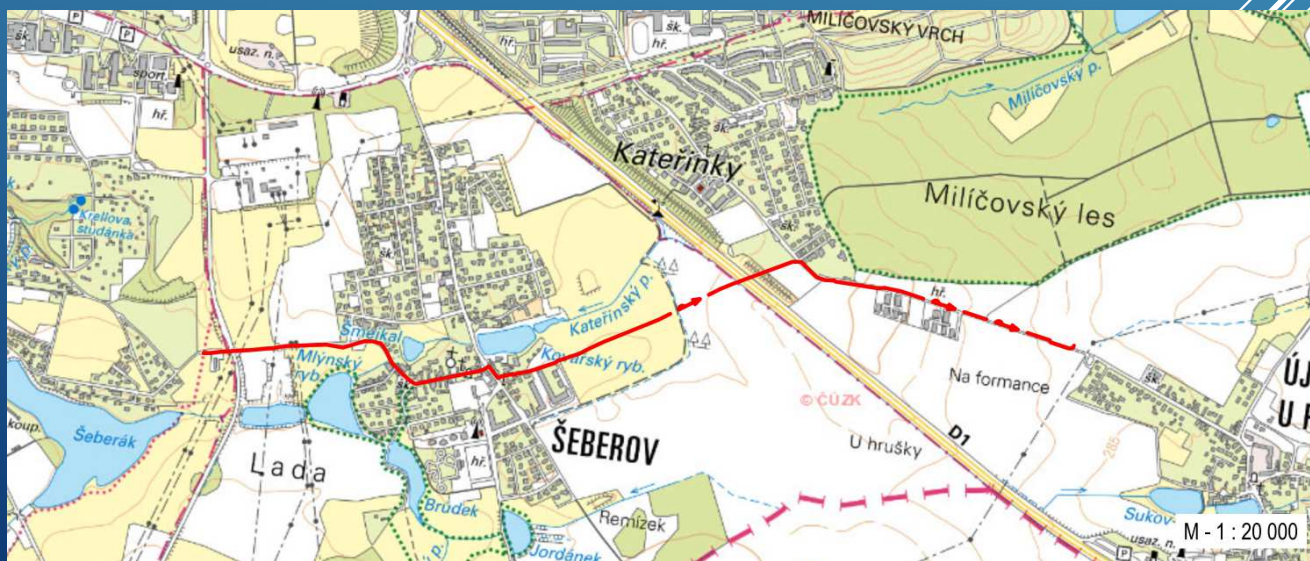 MILÍČOVSKÝ VRCH
usaz. n.
hř.
šk.
P
P
sport.
hř.
Milíčovský p.
šk.
Kateřinky
Milíčovský les
Krellova
studánka
šk.
šk.
hř.
Kateřinský p.
Šmejkal
Kovářský ryb.
Mlýnský
ryb.
Na formance
© ČÚZK
šk.
ÚJ
U H
koup.
Šeberák
ŠEBEROV
U hrušky
D1
285
hř.
Lada
Brůdek
Remízek
Sukov
Jordánek
usaz. n.
P
M - 1 : 20 000